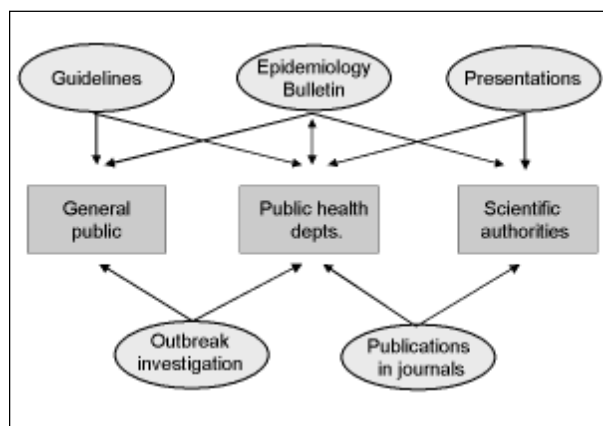 Guidelines
Epidemiology
Bulletin
Presentations
General
public
Public health
depts.
Scientific
authorities
Outbreak
investigation
Publications
in journals